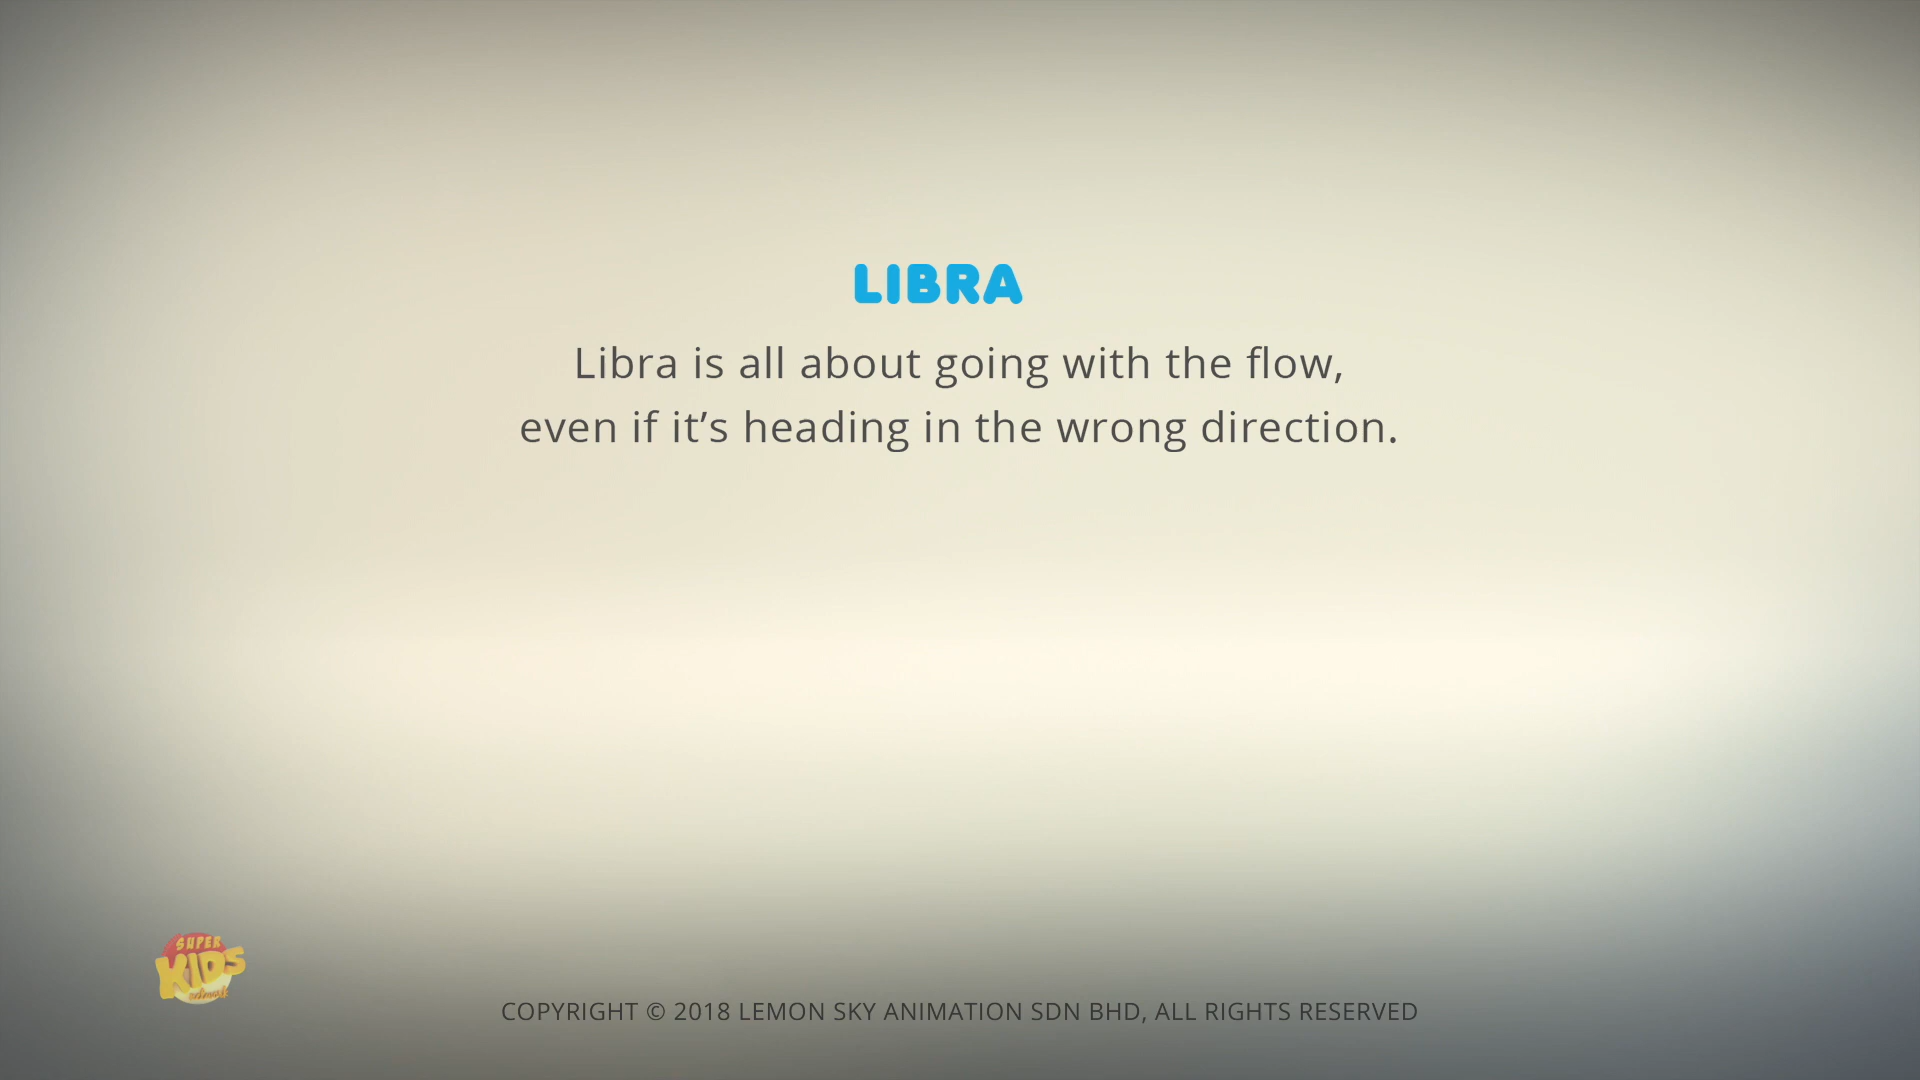 LIBRA
Libra is all about going with the flow,
even if it’s heading in the wrong direction.
SUPER
KIDS
network
COPYRIGHT © 2018 LEMON SKY ANIMATION SDN BHD, ALL RIGHTS RESERVED